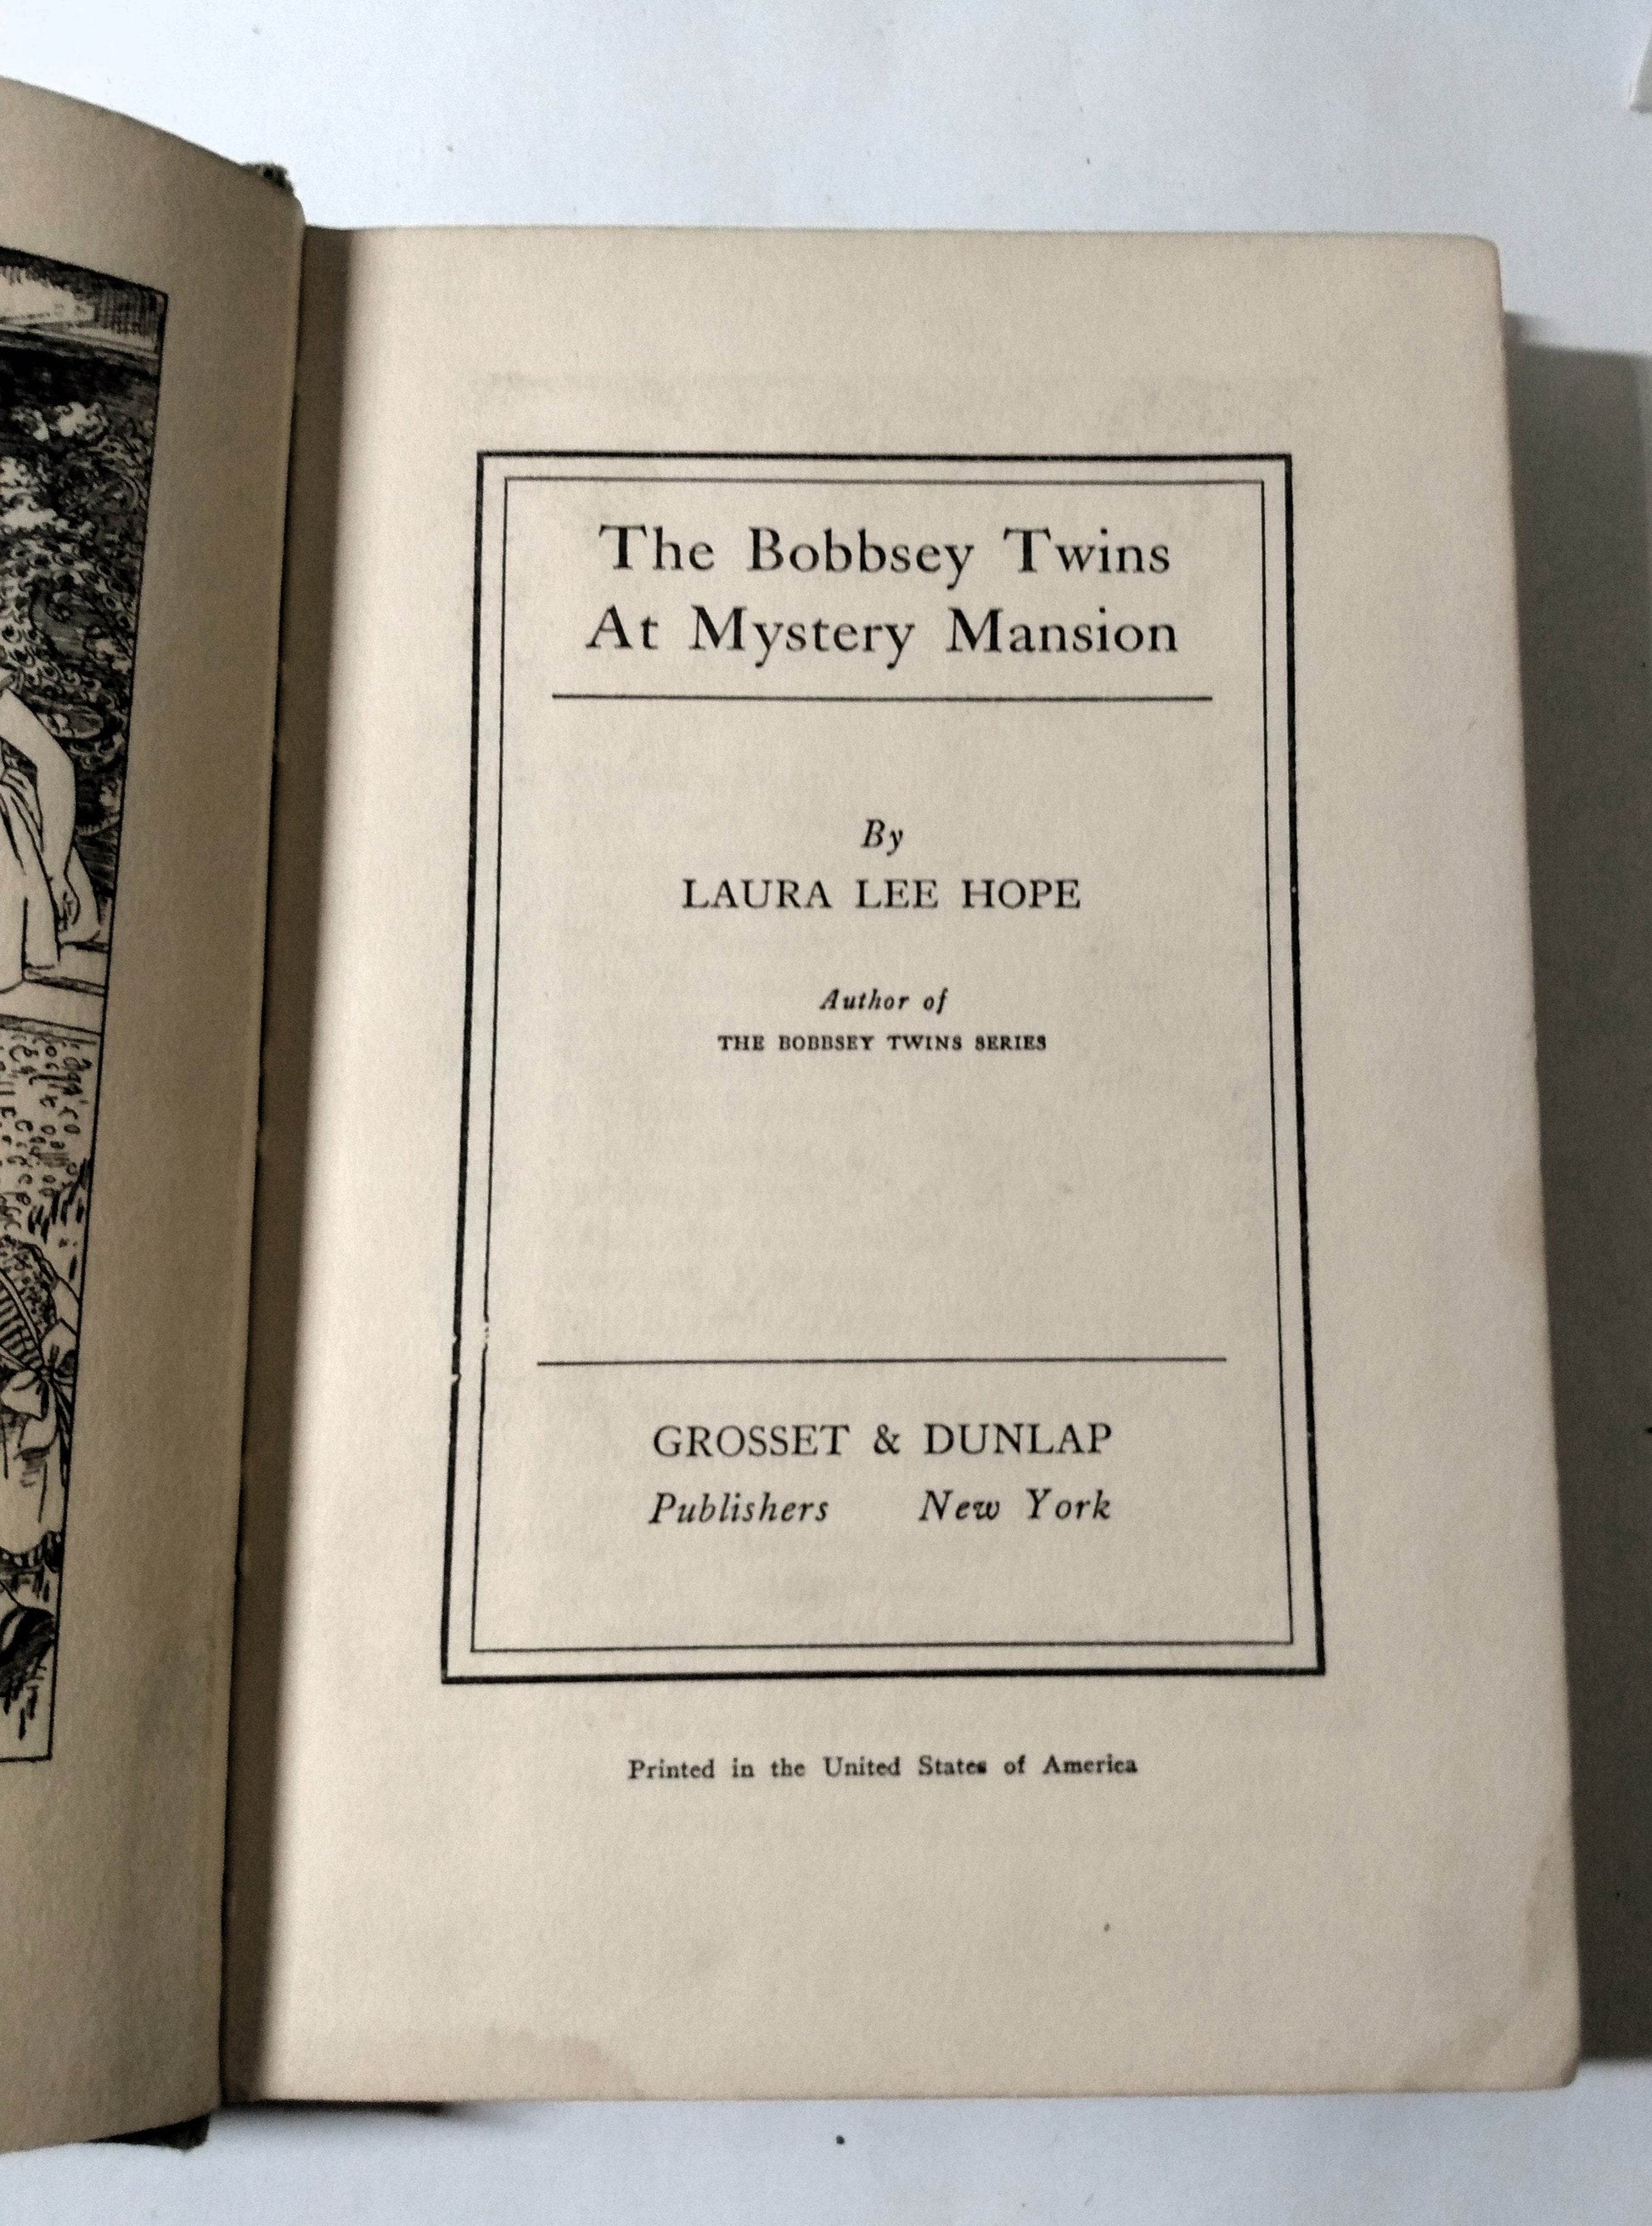 The Bobbsey Twins
At Mystery Mansion
By
LAURA LEE HOPE
Author of
THE BOBBSEY TWINS SERIES
GROSSET & DUNLAP
Publishers New York
Printed in the United States of America